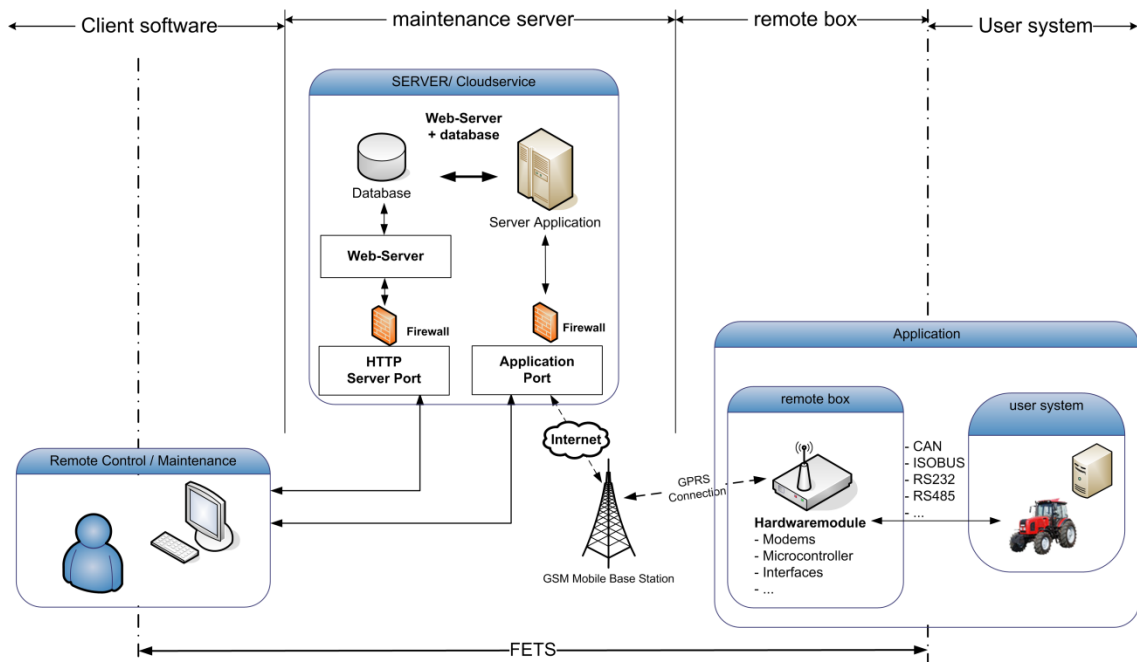 Client software
maintenance server
remote box
User system
SERVER/ Cloudservice
Web-Server
+ database
Database
Server Application
Web-Server
Firewall
Firewall
HTTP
Server Port
Application
Port
Internet
Remote Control / Maintenance
GSM Mobile Base Station
GPRS
Connection
Application
remote box
Hardwaremodule
- Modems
- Microcontroller
- Interfaces
- ...
- CAN
- ISOBUS
- RS232
- RS485
- ...
user system
FETS